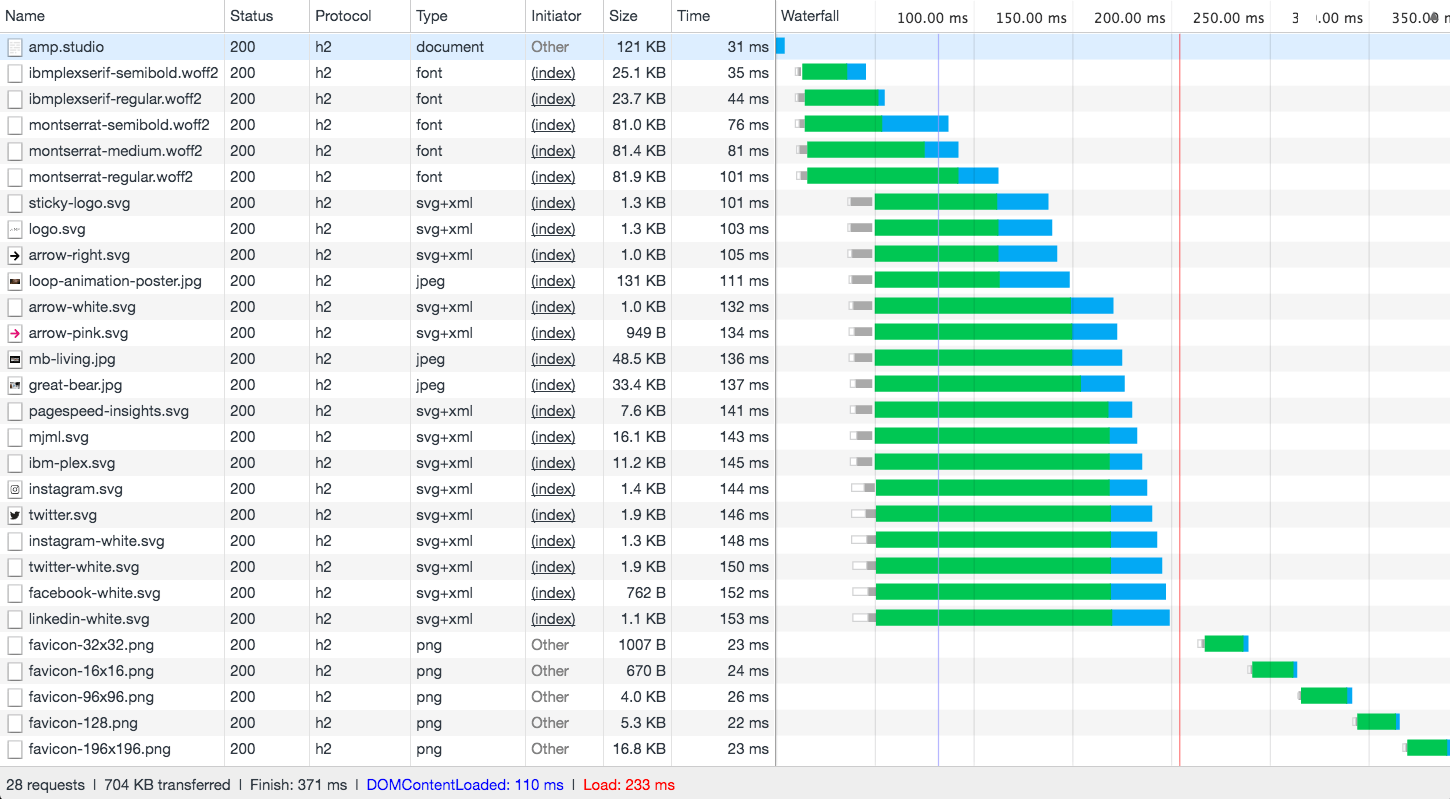 Name Status Protocol Type Initiator Size Time Waterfall 100.00 ms 150.00 ms 200.00 ms 250.00 ms 3 .00 ms 350.00
amp.studio 200 h2 document Other 121 KB 31 ms
ibmplexserif-semibold.woff2 200 h2 font (index) 25.1 KB 35 ms
ibmplexserif-regular.woff2 200 h2 font (index) 23.7 KB 44 ms
montserrat-semibold.woff2 200 h2 font (index) 81.0 KB 76 ms
montserrat-medium.woff2 200 h2 font (index) 81.4 KB 81 ms
montserrat-regular.woff2 200 h2 font (index) 81.9 KB 101 ms
sticky-logo.svg 200 h2 svg+xml (index) 1.3 KB 101 ms
logo.svg 200 h2 svg+xml (index) 1.3 KB 103 ms
arrow-right.svg 200 h2 svg+xml (index) 1.0 KB 105 ms
loop-animation-poster.jpg 200 h2 jpeg (index) 131 KB 111 ms
arrow-white.svg 200 h2 svg+xml (index) 1.0 KB 132 ms
arrow-pink.svg 200 h2 svg+xml (index) 949 B 134 ms
mb-living.jpg 200 h2 jpeg (index) 48.5 KB 136 ms
great-bear.jpg 200 h2 jpeg (index) 33.4 KB 137 ms
pagespeed-insights.svg 200 h2 svg+xml (index) 7.6 KB 141 ms
mjml.svg 200 h2 svg+xml (index) 16.1 KB 143 ms
ibm-plex.svg 200 h2 svg+xml (index) 11.2 KB 145 ms
instagram.svg 200 h2 svg+xml (index) 1.4 KB 144 ms
twitter.svg 200 h2 svg+xml (index) 1.9 KB 146 ms
instagram-white.svg 200 h2 svg+xml (index) 1.3 KB 148 ms
twitter-white.svg 200 h2 svg+xml (index) 1.9 KB 150 ms
facebook-white.svg 200 h2 svg+xml (index) 762 B 152 ms
linkedin-white.svg 200 h2 svg+xml (index) 1.1 KB 153 ms
favicon-32x32.png 200 h2 png Other 1007 B 23 ms
favicon-16x16.png 200 h2 png Other 670 B 24 ms
favicon-96x96.png 200 h2 png Other 4.0 KB 26 ms
favicon-128.png 200 h2 png Other 5.3 KB 22 ms
favicon-196x196.png 200 h2 png Other 16.8 KB 23 ms
28 requests | 704 KB transferred | Finish: 371 ms | DOMContentLoaded: 110 ms | Load: 233 ms